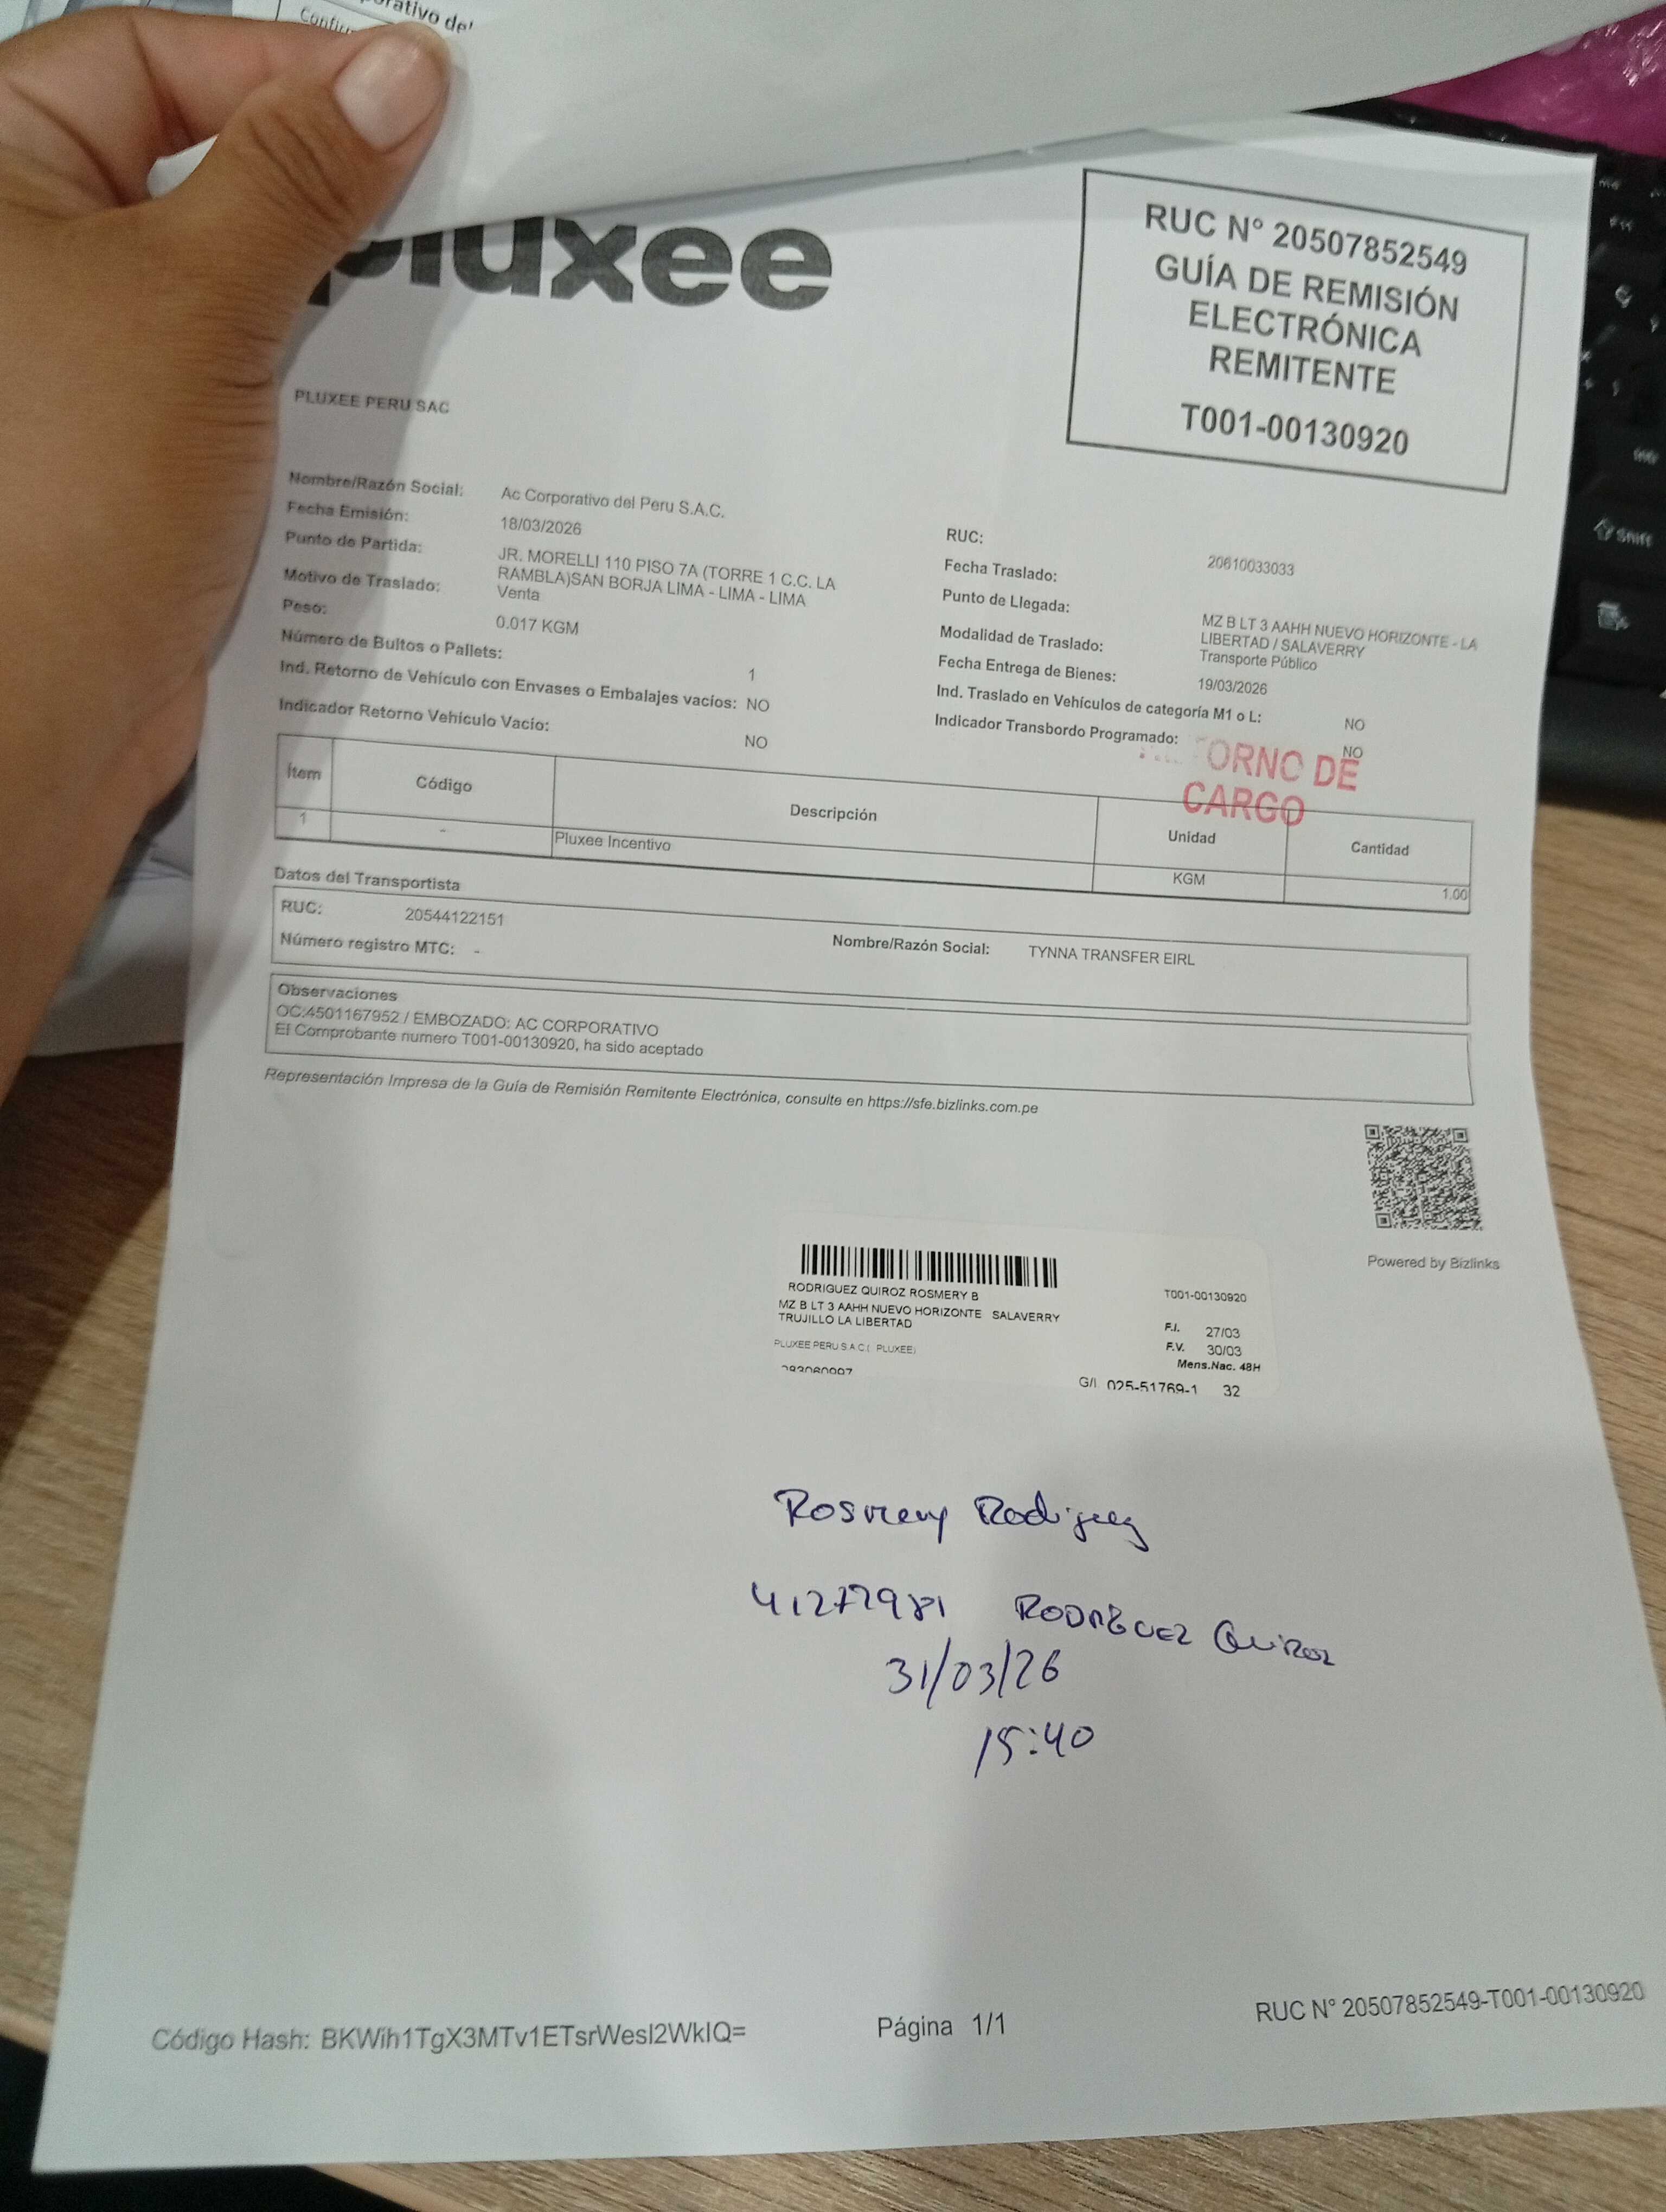 orativo del
pluxee
RUC N° 20507852549
GUÍA DE REMISIÓN
ELECTRÓNICA
REMITENTE
T001-00130920
PLUXEE PERU SAC
Nombre/Razón Social: Ac Corporativo del Peru S.A.C.
Fecha Emisión: 18/03/2026
Punto de Partida: JR. MORELLI 110 PISO 7A (TORRE 1 C.C. LA
RAMBLA)SAN BORJA LIMA - LIMA - LIMA
Motivo de Traslado: Venta
Peso: 0.017 KGM
Número de Bultos o Pallets: 1
Ind. Retorno de Vehículo con Envases o Embalajes vacíos: NO
Indicador Retorno Vehículo Vacío: NO
RUC: 20610033033
Fecha Traslado:
Punto de Llegada: MZ B LT 3 AAHH NUEVO HORIZONTE - LA
LIBERTAD / SALAVERRY
Modalidad de Traslado: Transporte Público
Fecha Entrega de Bienes: 19/03/2026
Ind. Traslado en Vehículos de categoría M1 o L: NO
Indicador Transbordo Programado: NO
ORNO DE
CARGO
Ítem Código Descripción Unidad Cantidad
1 - Pluxee Incentivo KGM 1.00
Datos del Transportista
RUC: 20544122151
Nombre/Razón Social: TYNNA TRANSFER EIRL
Número registro MTC: -
Observaciones
OC:4501167952 / EMBOZADO: AC CORPORATIVO
El Comprobante numero T001-00130920, ha sido aceptado
Representación Impresa de la Guía de Remisión Remitente Electrónica, consulte en https://sfe.bizlinks.com.pe
Powered by Bizlinks
RODRIGUEZ QUIROZ ROSMERY B
MZ B LT 3 AAHH NUEVO HORIZONTE SALAVERRY
TRUJILLO LA LIBERTAD
PLUXEE PERU S.A.C.( PLUXEE)
T001-00130920
F.I. 27/03
F.V. 30/03
Mens.Nac. 48H
G/I. 025-51769-1 32
Rosmery Rodriguez
41272981 RODRIGUEZ QUIROZ
31/03/26
15:40
Código Hash: BKWih1TgX3MTv1ETsrWesI2WkIQ=
Página 1/1
RUC N° 20507852549-T001-00130920